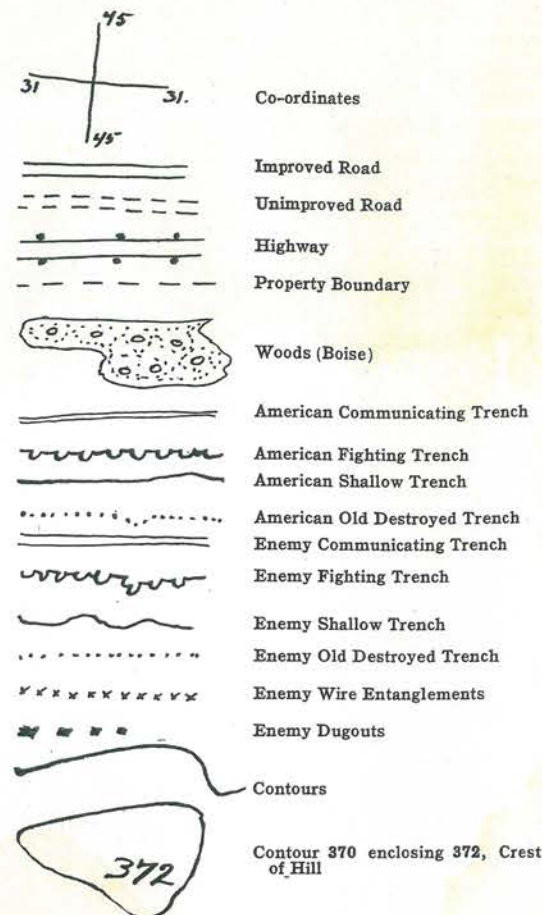 45
31 31.
Co-ordinates
45
Improved Road
Unimproved Road
Highway
Property Boundary
Woods (Boise)
American Communicating Trench
American Fighting Trench
American Shallow Trench
American Old Destroyed Trench
Enemy Communicating Trench
Enemy Fighting Trench
Enemy Shallow Trench
Enemy Old Destroyed Trench
Enemy Wire Entanglements
Enemy Dugouts
Contours
372
Contour 370 enclosing 372, Crest
of Hill